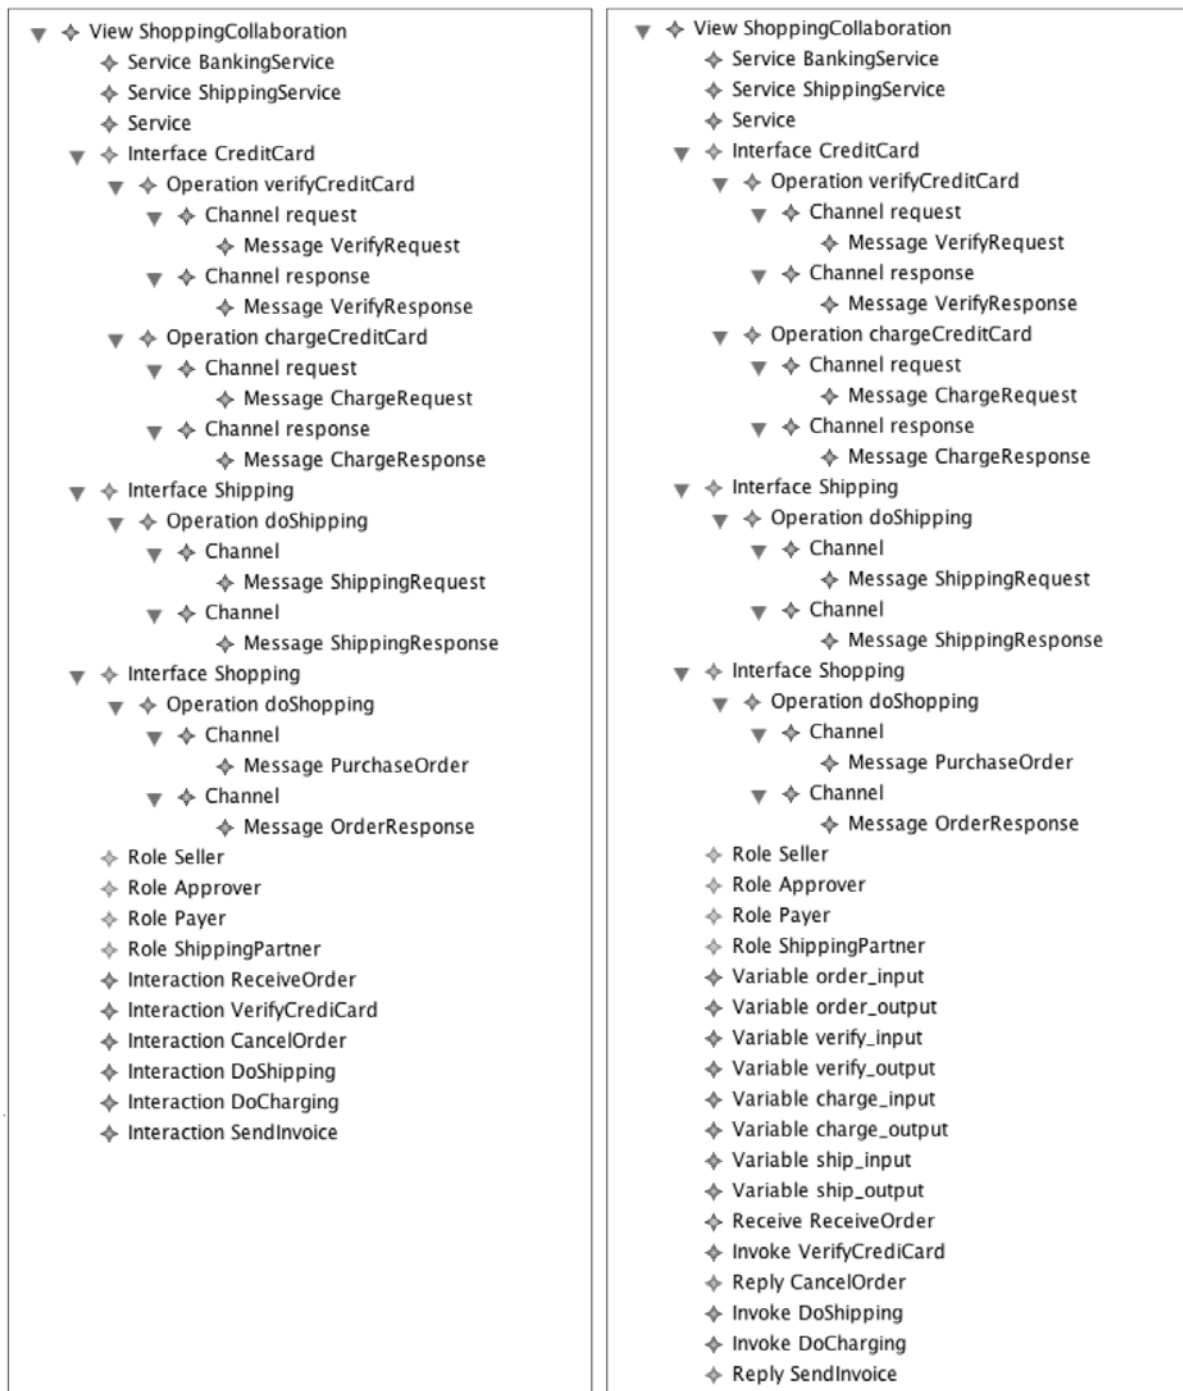 View ShoppingCollaboration
Service BankingService
Service ShippingService
Service
Interface CreditCard
Operation verifyCreditCard
Channel request
Message VerifyRequest
Channel response
Message VerifyResponse
Operation chargeCreditCard
Channel request
Message ChargeRequest
Channel response
Message ChargeResponse
Interface Shipping
Operation doShipping
Channel
Message ShippingRequest
Channel
Message ShippingResponse
Interface Shopping
Operation doShopping
Channel
Message PurchaseOrder
Channel
Message OrderResponse
Role Seller
Role Approver
Role Payer
Role ShippingPartner
Interaction ReceiveOrder
Interaction VerifyCrediCard
Interaction CancelOrder
Interaction DoShipping
Interaction DoCharging
Interaction SendInvoice
View ShoppingCollaboration
Service BankingService
Service ShippingService
Service
Interface CreditCard
Operation verifyCreditCard
Channel request
Message VerifyRequest
Channel response
Message VerifyResponse
Operation chargeCreditCard
Channel request
Message ChargeRequest
Channel response
Message ChargeResponse
Interface Shipping
Operation doShipping
Channel
Message ShippingRequest
Channel
Message ShippingResponse
Interface Shopping
Operation doShopping
Channel
Message PurchaseOrder
Channel
Message OrderResponse
Role Seller
Role Approver
Role Payer
Role ShippingPartner
Variable order_input
Variable order_output
Variable verify_input
Variable verify_output
Variable charge_input
Variable charge_output
Variable ship_input
Variable ship_output
Receive ReceiveOrder
Invoke VerifyCrediCard
Reply CancelOrder
Invoke DoShipping
Invoke DoCharging
Reply SendInvoice